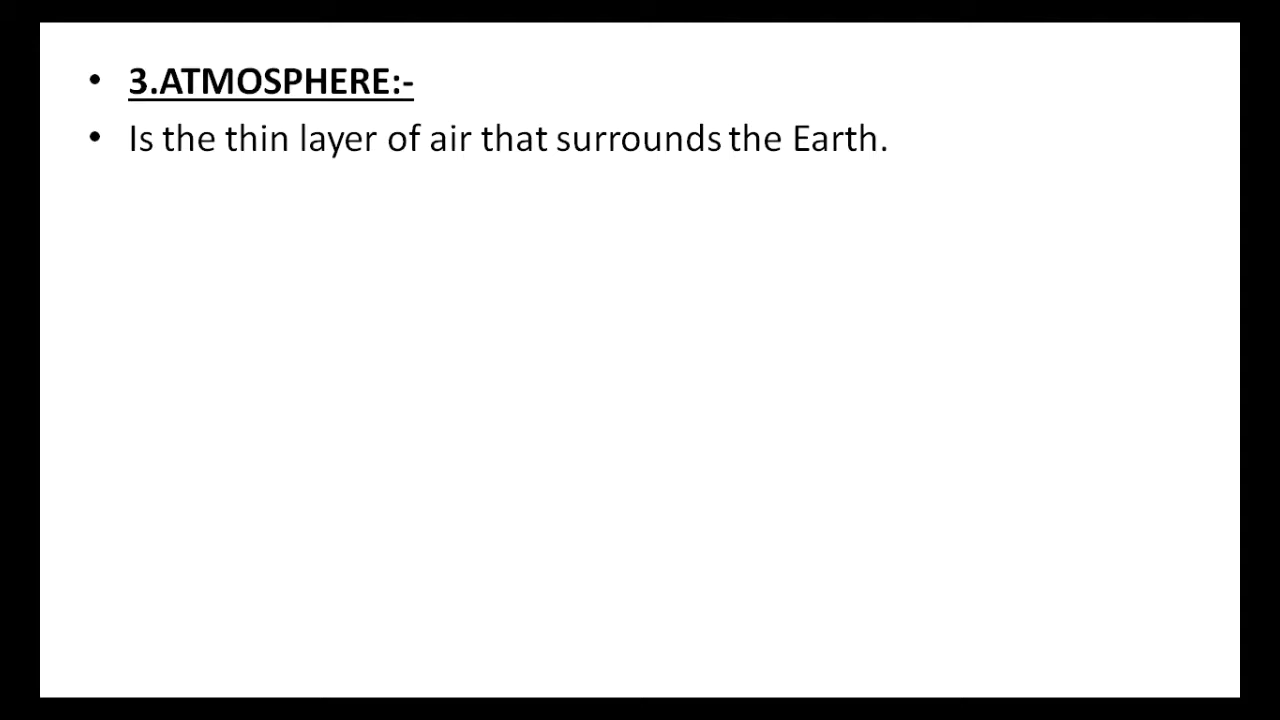 • 3.ATMOSPHERE:-
• Is the thin layer of air that surrounds the Earth.